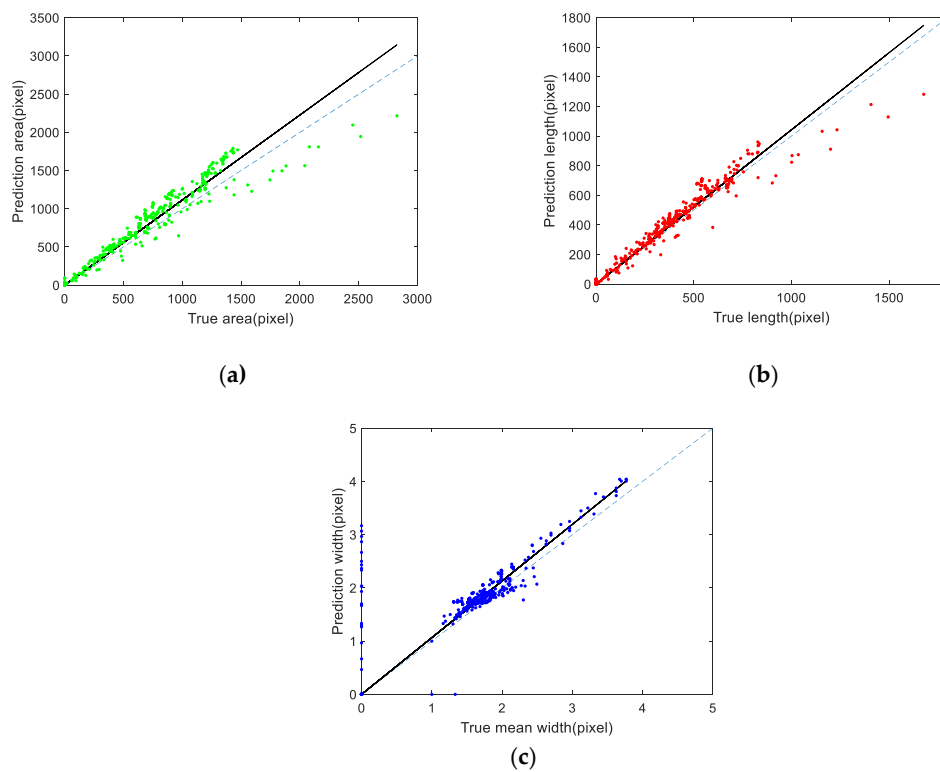 3500
3000
2500
2000
1500
1000
500
0
Prediction area(pixel)
0 500 1000 1500 2000 2500 3000
True area(pixel)
(a)
1800
1600
1400
1200
1000
800
600
400
200
0
Prediction length(pixel)
0 500 1000 1500
True length(pixel)
(b)
5
4
3
2
1
0
Prediction width(pixel)
0 1 2 3 4 5
True mean width(pixel)
(c)